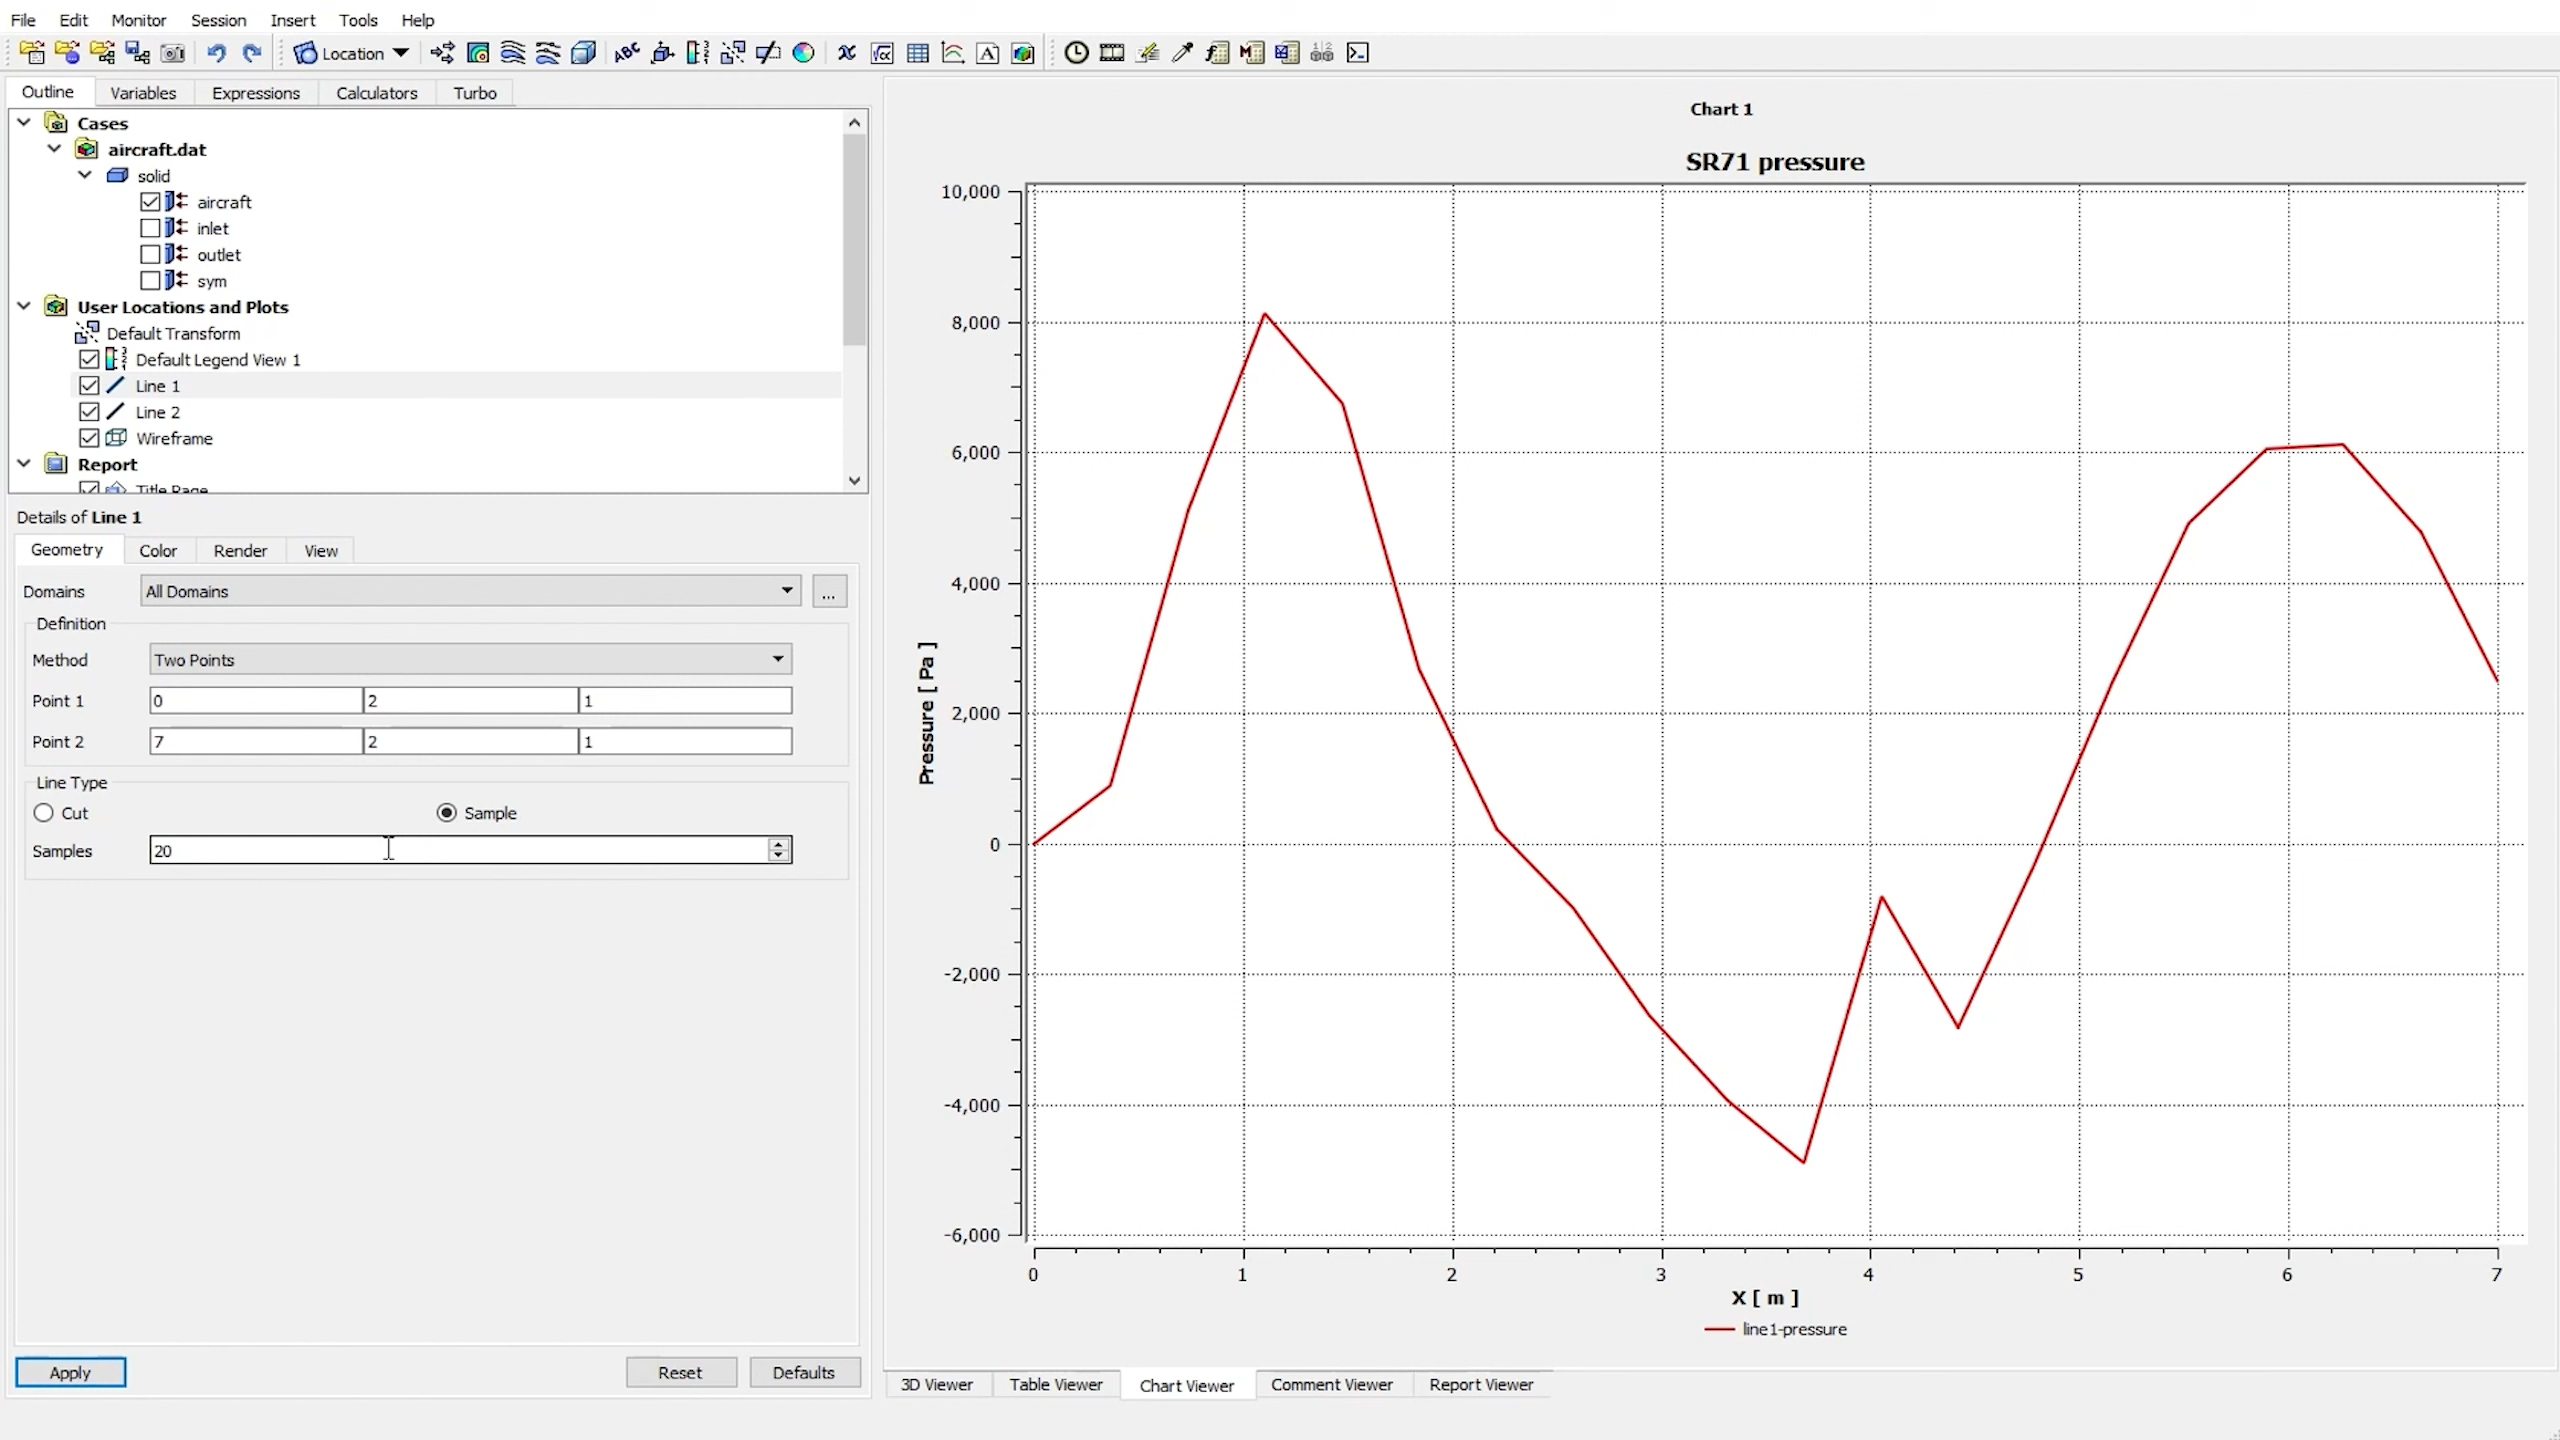 File Edit Monitor Session Insert Tools Help
Location
Outline Variables Expressions Calculators Turbo
Cases
aircraft.dat
solid
aircraft
inlet
outlet
sym
User Locations and Plots
Default Transform
Default Legend View 1
Line 1
Line 2
Wireframe
Report
Title Page
Details of Line 1
Geometry Color Render View
Domains All Domains ...
Definition
Method Two Points
Point 1 0 2 1
Point 2 7 2 1
Line Type
Cut Sample
Samples 20
Apply Reset Defaults
Chart 1
SR71 pressure
10,000
8,000
6,000
4,000
2,000
0
-2,000
-4,000
-6,000
Pressure [ Pa ]
0 1 2 3 4 5 6 7
X [ m ]
line1-pressure
3D Viewer Table Viewer Chart Viewer Comment Viewer Report Viewer